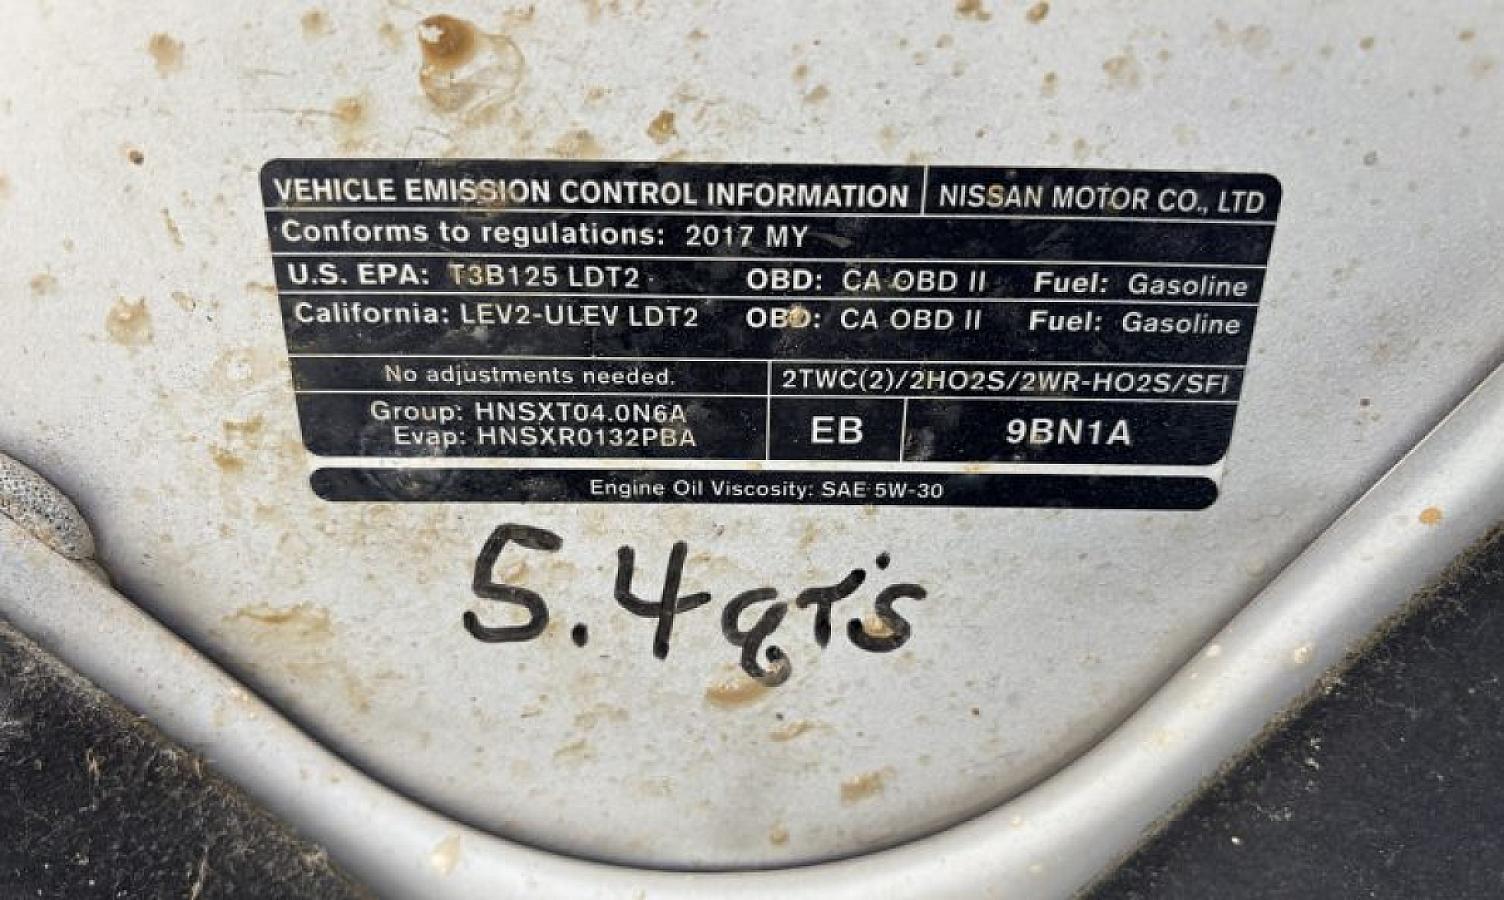 VEHICLE EMISSION CONTROL INFORMATION NISSAN MOTOR CO., LTD
Conforms to regulations: 2017 MY
U.S. EPA: T3B125 LDT2 OBD: CA OBD II Fuel: Gasoline
California: LEV2-ULEV LDT2 OBD: CA OBD II Fuel: Gasoline
No adjustments needed. 2TWC(2)/2HO2S/2WR-HO2S/SFI
Group: HNSXT04.0N6A
Evap: HNSXR0132PBA EB 9BN1A
Engine Oil Viscosity: SAE 5W-30
5.4 qT's